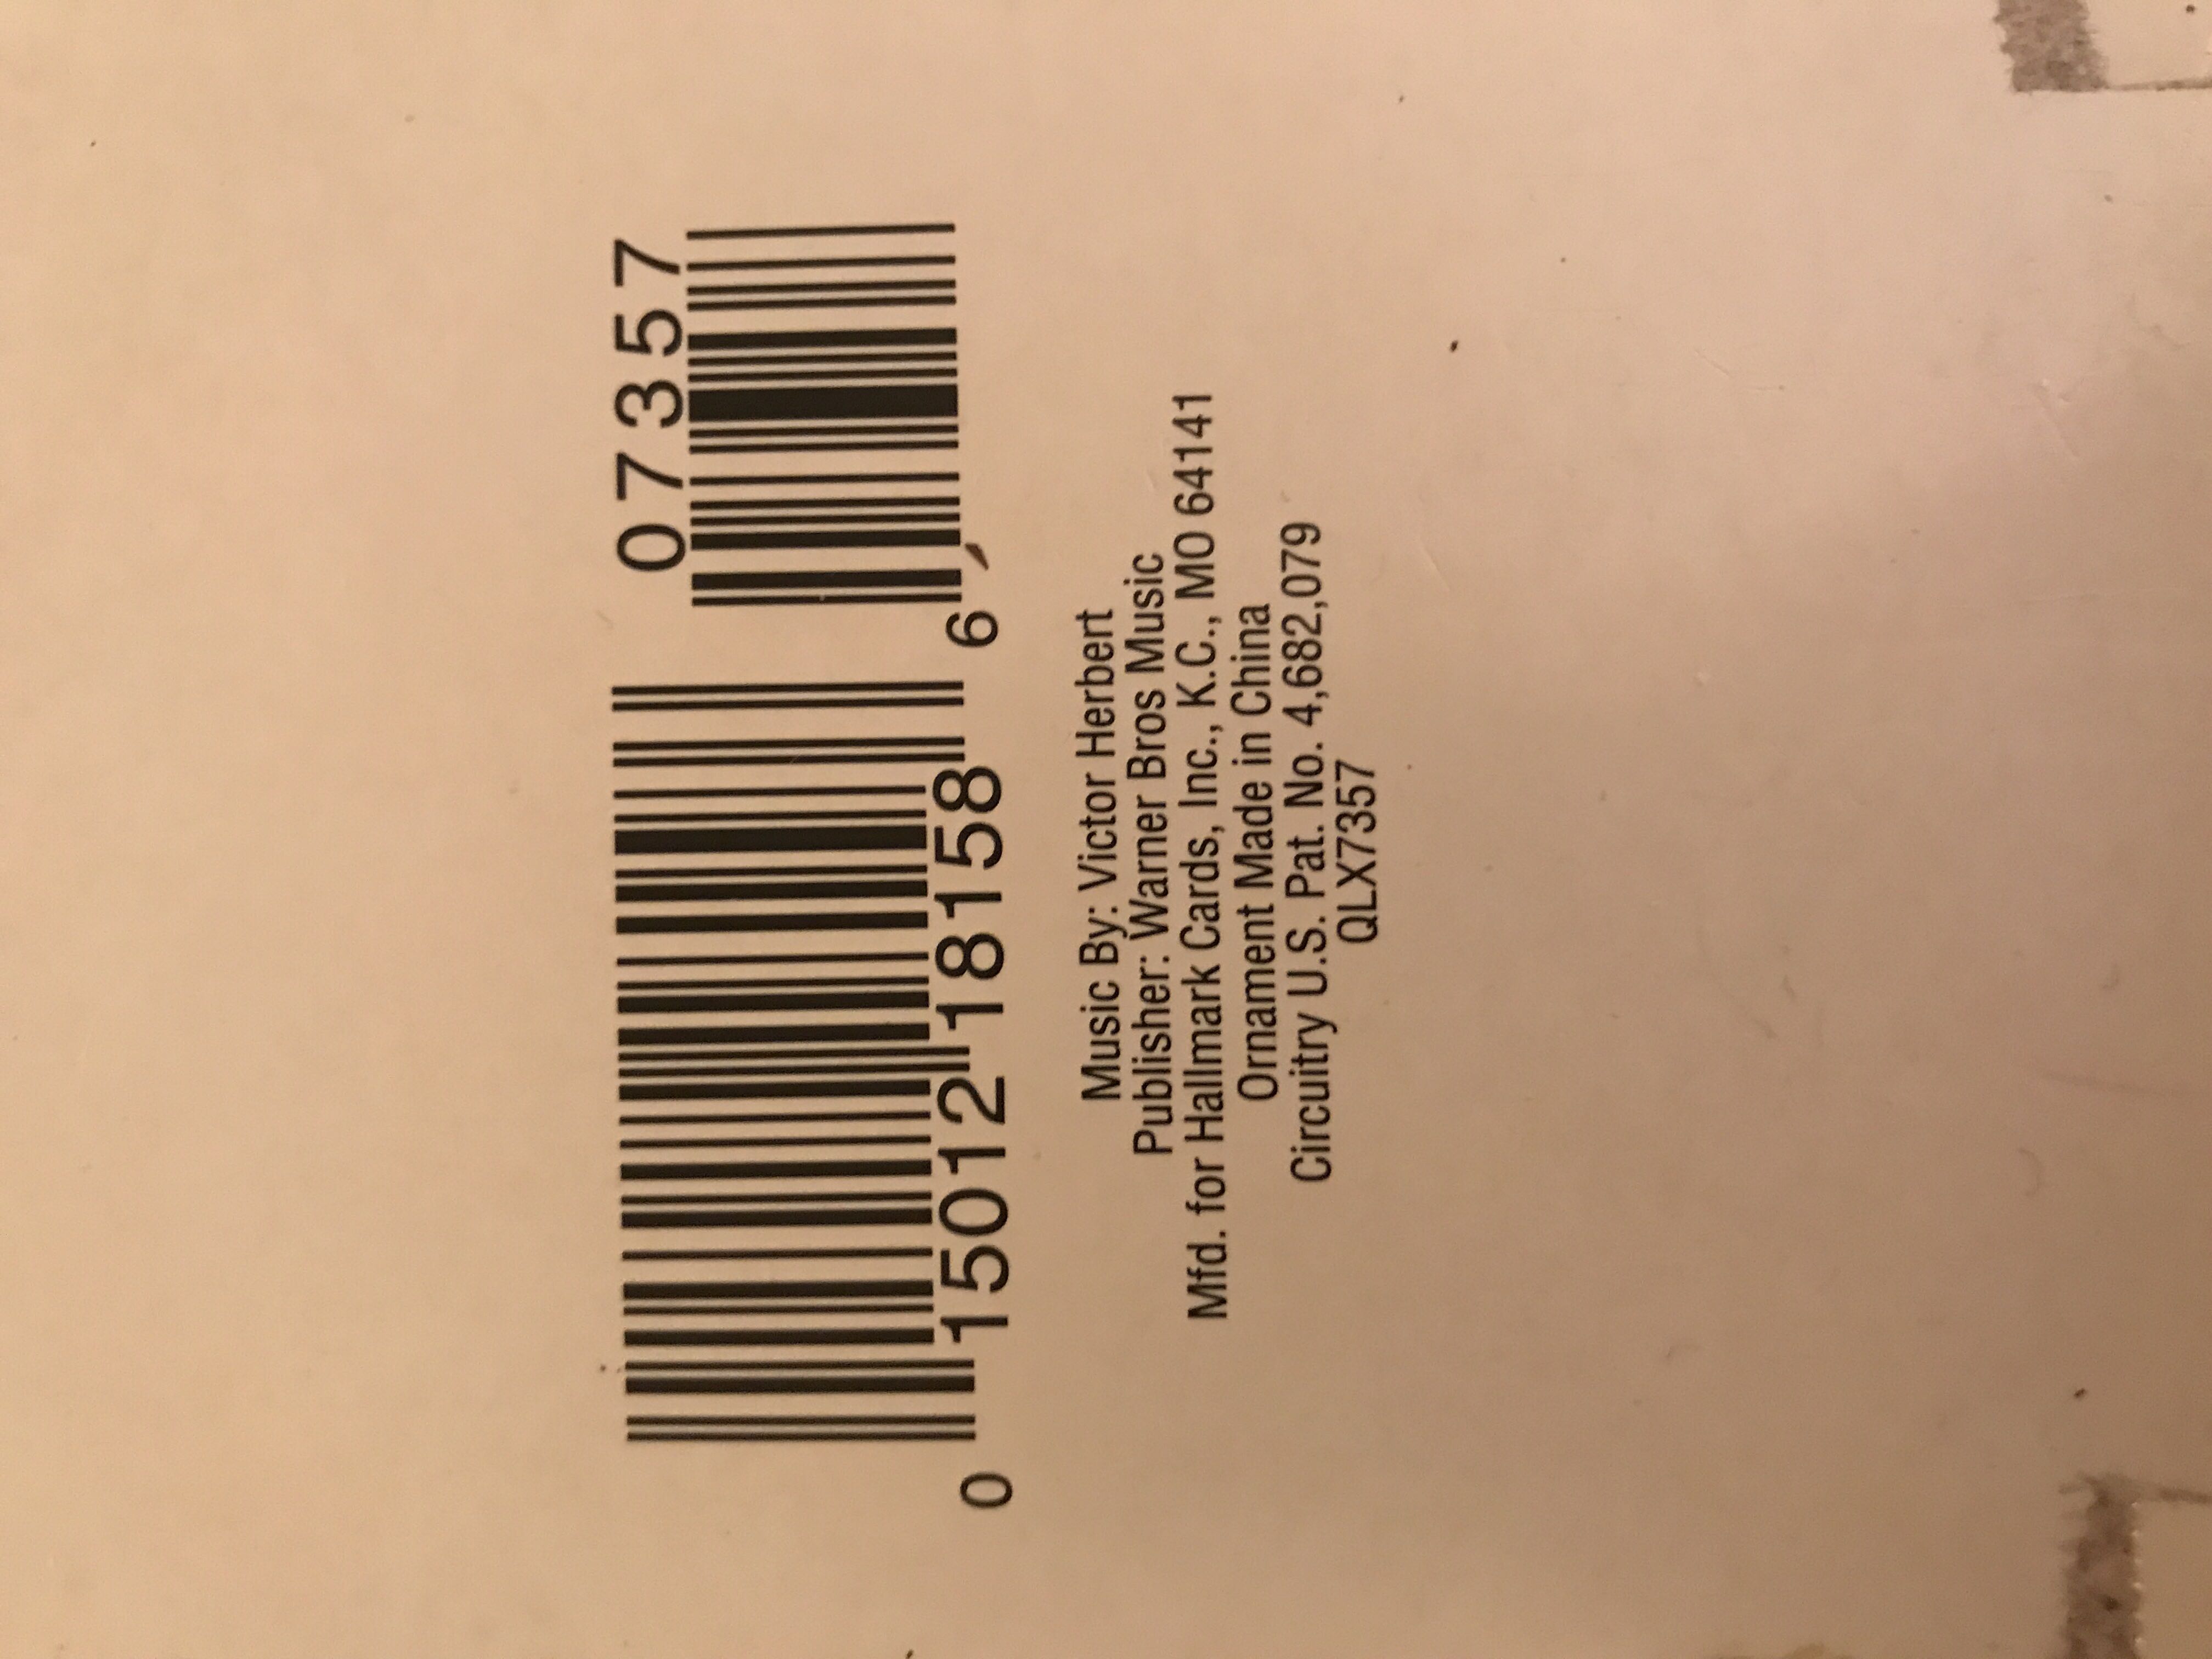 07357
0 15012 18158 6
Music By: Victor Herbert
Publisher: Warner Bros Music
Mfd. for Hallmark Cards, Inc., K.C., MO 64141
Ornament Made in China
Circuitry U.S. Pat. No. 4,682,079
QLX7357